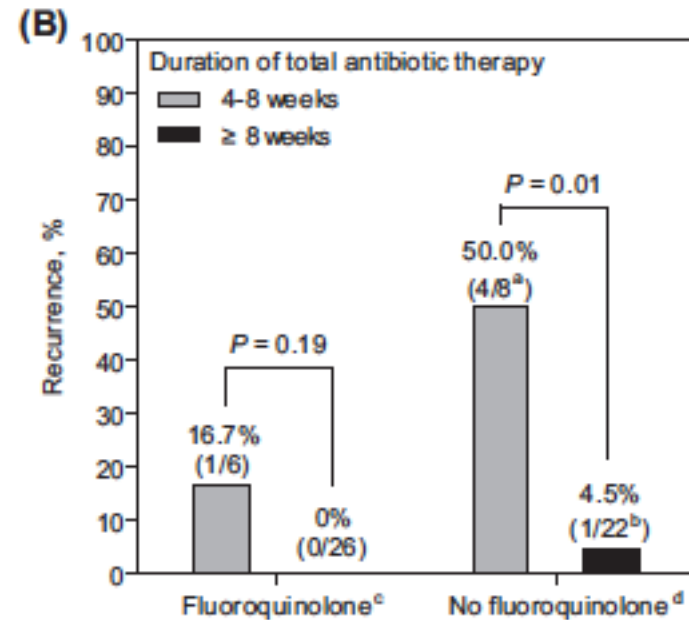 (B)
100
90
80
70
60
50
40
30
20
10
0
Recurrence, %
Duration of total antibiotic therapy
4-8 weeks
≥ 8 weeks
P = 0.01
50.0%
(4/8ᵃ)
P = 0.19
16.7%
(1/6)
0%
(0/26)
4.5%
(1/22ᵇ)
Fluoroquinoloneᶜ
No fluoroquinoloneᵈ